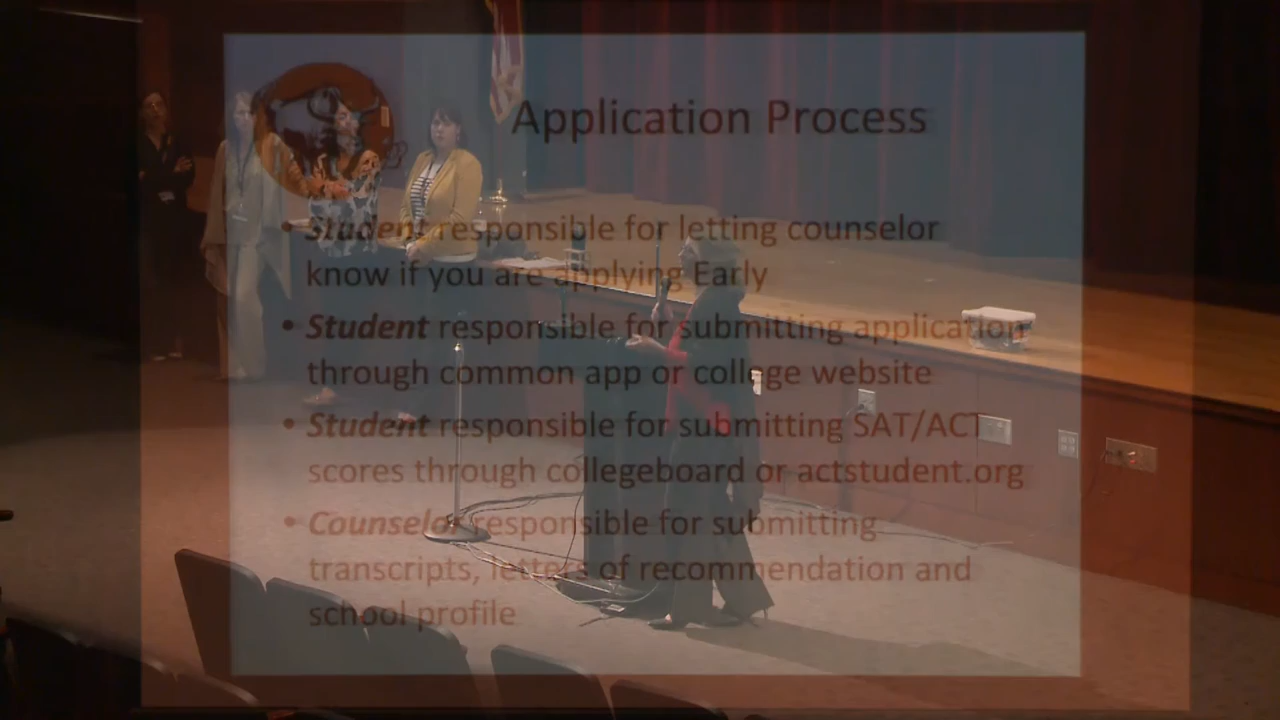 Application Process
• Student responsible for letting counselor
know if you are applying Early
• Student responsible for submitting application
through common app or college website
• Student responsible for submitting SAT/ACT
scores through collegeboard or actstudent.org
• Counselor responsible for submitting
transcripts, letters of recommendation and
school profile